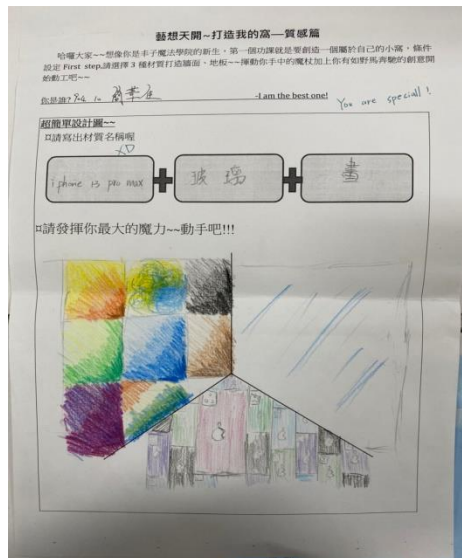 藝想天開~打造我的窩—質感篇
哈囉大家~~想像你是丰子魔法學院的新生,第一個功課就是要創造一個屬於自己的小窩,條件
設定 First step,請選擇 3 種材質打造牆面、地板~~揮動你手中的魔杖加上你有如野馬奔馳的創意開
始動工吧~~
你是誰? -I am the best one! You are special!
超簡單設計圖~~
¤請寫出材質名稱喔
XD
iphone 13 pro max 玻璃 畫
¤請發揮你最大的魔力~~動手吧!!!